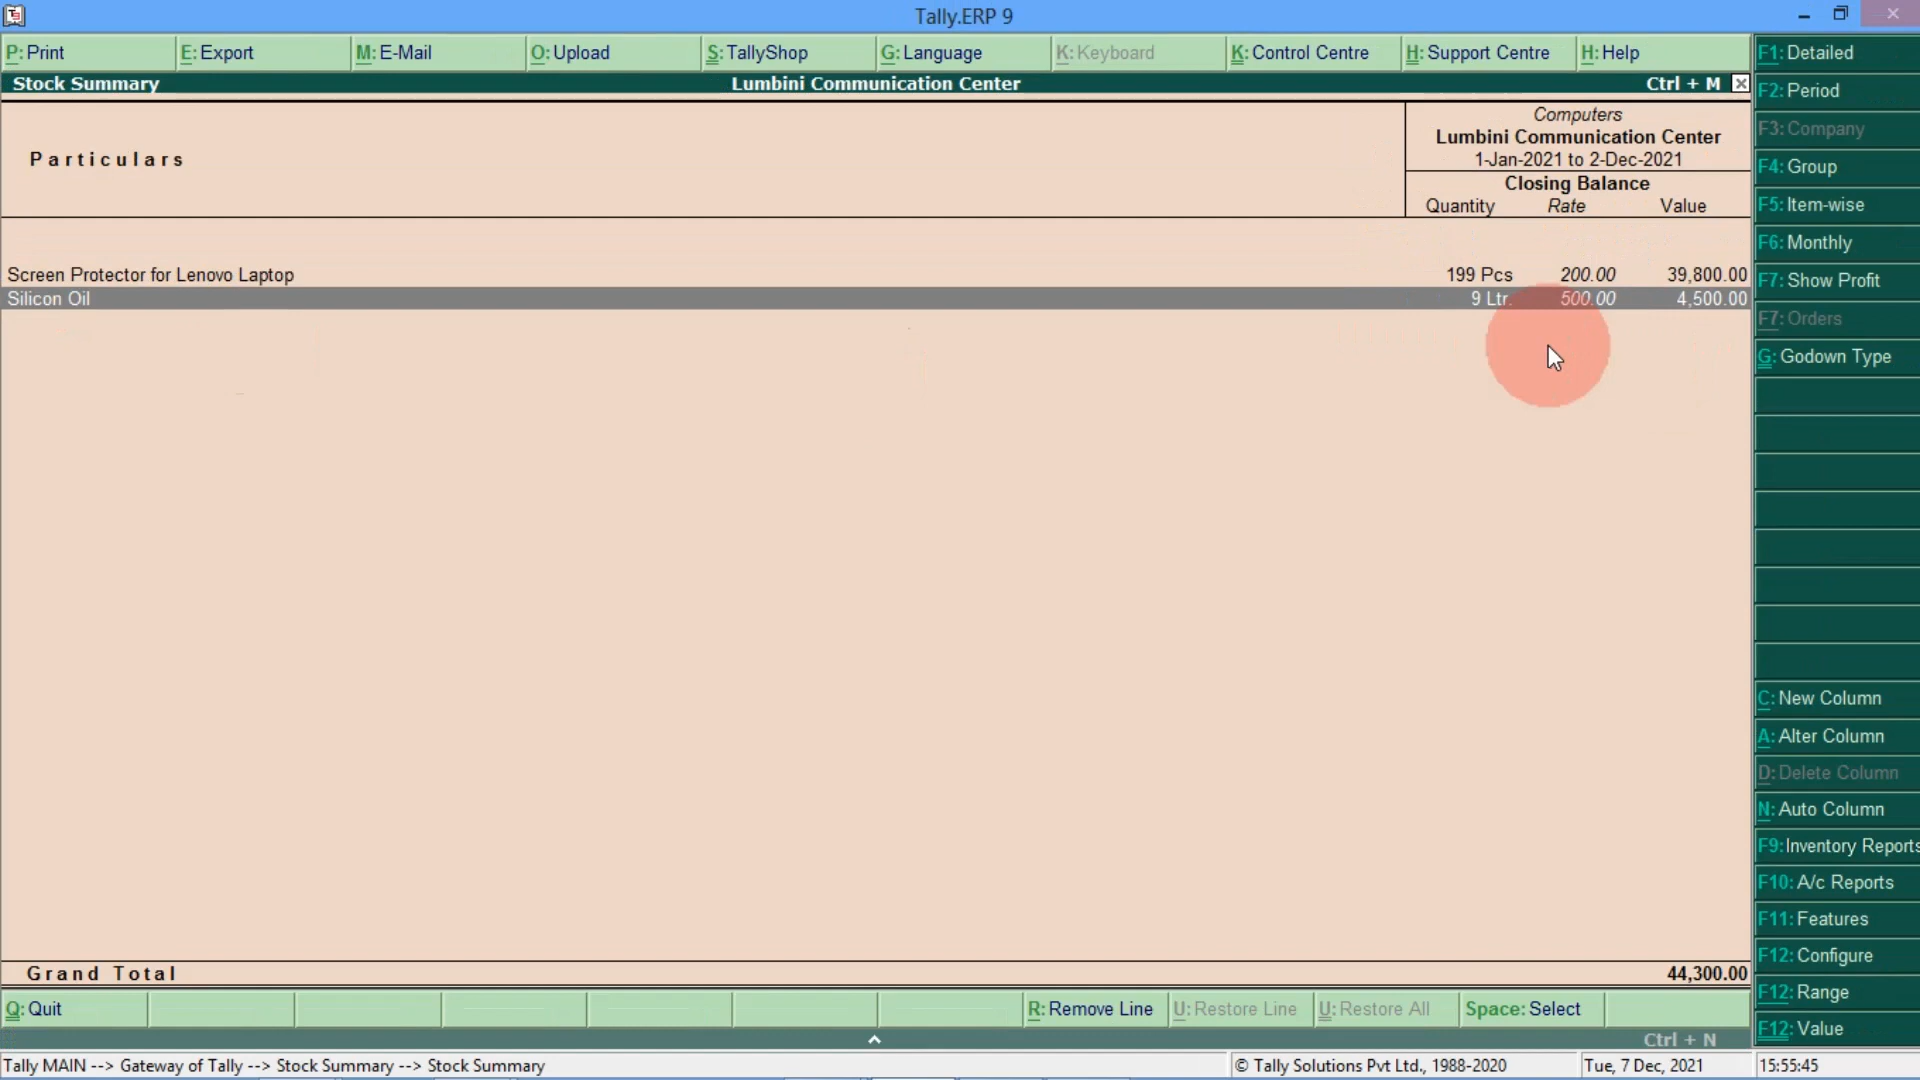 Tally.ERP 9
P: Print E: Export M: E-Mail O: Upload S: TallyShop G: Language K: Keyboard K: Control Centre H: Support Centre H: Help
Stock Summary Lumbini Communication Center Ctrl + M
Computers
Lumbini Communication Center
Particulars 1-Jan-2021 to 2-Dec-2021
Closing Balance
Quantity Rate Value
Screen Protector for Lenovo Laptop 199 Pcs 200.00 39,800.00
Silicon Oil 9 Ltr. 500.00 4,500.00
Grand Total 44,300.00
Q: Quit R: Remove Line U: Restore Line U: Restore All Space: Select
Ctrl + N
Tally MAIN --> Gateway of Tally --> Stock Summary --> Stock Summary © Tally Solutions Pvt Ltd., 1988-2020 Tue, 7 Dec, 2021 15:55:45
F1: Detailed
F2: Period
F3: Company
F4: Group
F5: Item-wise
F6: Monthly
F7: Show Profit
F7: Orders
G: Godown Type
C: New Column
A: Alter Column
D: Delete Column
N: Auto Column
F9: Inventory Reports
F10: A/c Reports
F11: Features
F12: Configure
F12: Range
F12: Value